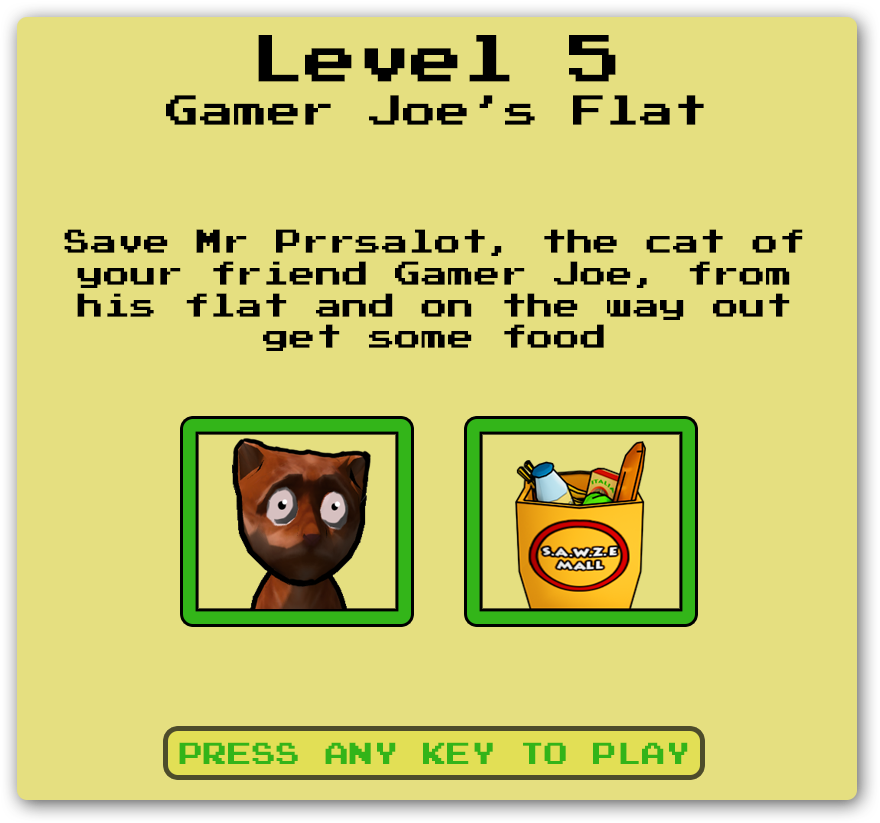 Level 5
Gamer Joe's Flat
Save Mr Prrsalot, the cat of
your friend Gamer Joe, from
his flat and on the way out
get some food
ITALIA
S.A.W.Z.E
MALL
PRESS ANY KEY TO PLAY